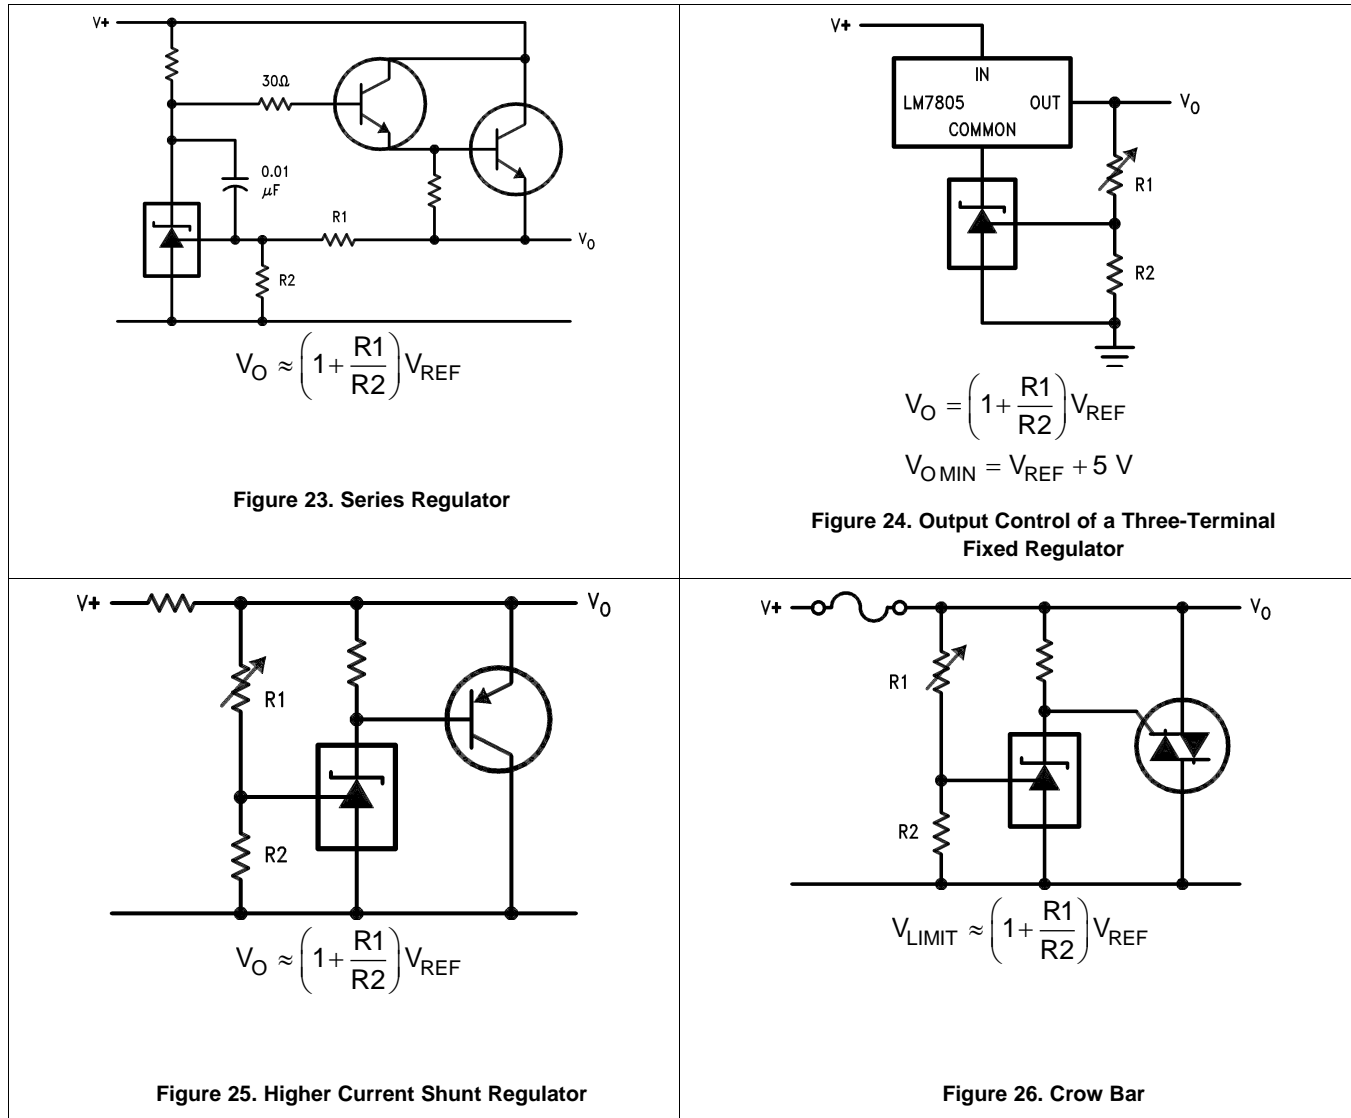 V+
30Ω
0.01
μF
R1
V0
R2
VO ≈ (1 + R1/R2) VREF
Figure 23. Series Regulator
V+
IN
LM7805 OUT
COMMON
V0
R1
R2
VO = (1 + R1/R2) VREF
VO MIN = VREF + 5 V
Figure 24. Output Control of a Three-Terminal
Fixed Regulator
V+
V0
R1
R2
VO ≈ (1 + R1/R2) VREF
Figure 25. Higher Current Shunt Regulator
V+
V0
R1
R2
VLIMIT ≈ (1 + R1/R2) VREF
Figure 26. Crow Bar